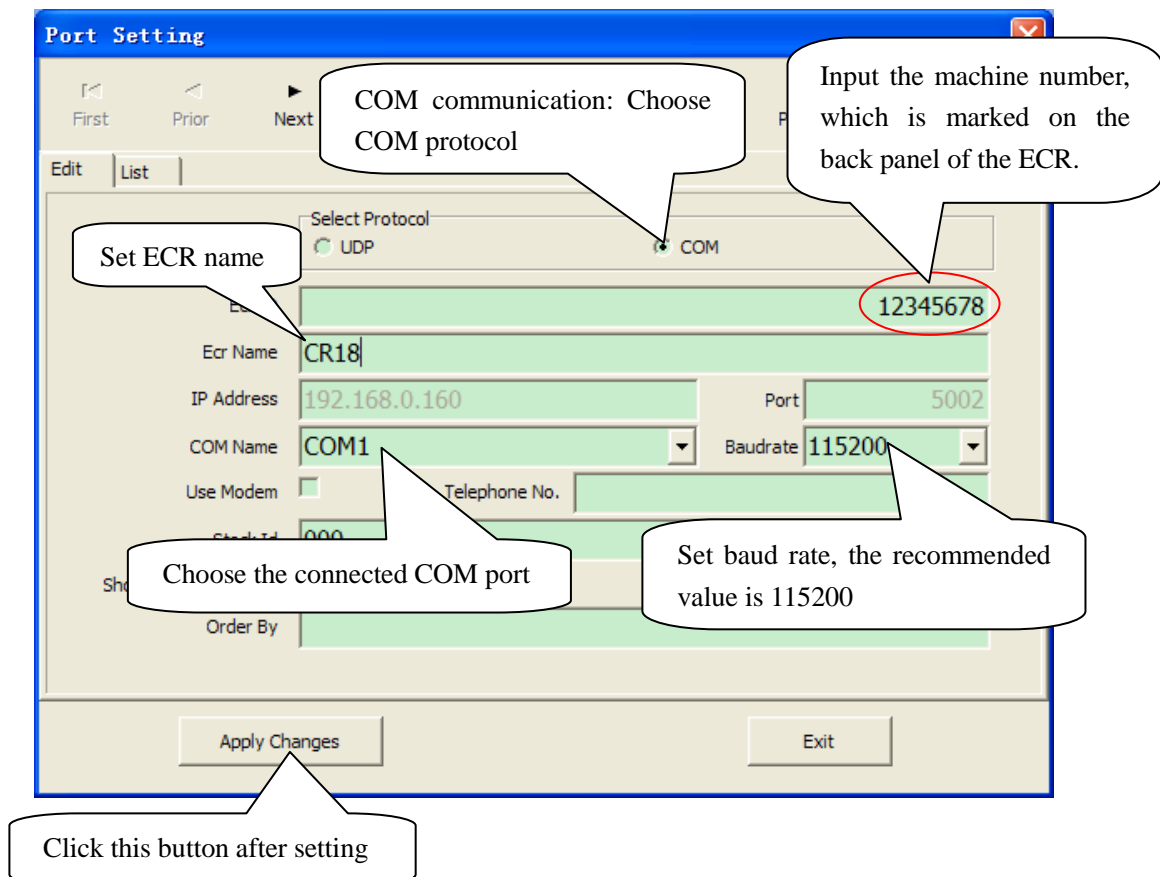 Port Setting
Input the machine number,
which is marked on the
back panel of the ECR.
COM communication: Choose
COM protocol
First
Prior
Next
Edit
List
Select Protocol
UDP
COM
Set ECR name
12345678
Ecr Name
CR18
IP Address
192.168.0.160
Port
5002
COM Name
COM1
Baudrate
115200
Use Modem
Telephone No.
Choose the connected COM port
Set baud rate, the recommended
value is 115200
Order By
Apply Changes
Exit
Click this button after setting